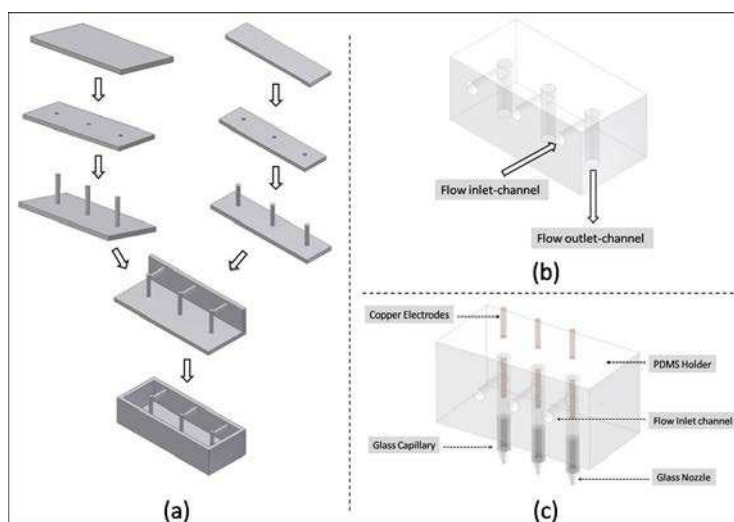 (a)
Flow inlet-channel
Flow outlet-channel
(b)
Copper Electrodes
PDMS Holder
Flow Inlet channel
Glass Capillary
Glass Nozzle
(c)